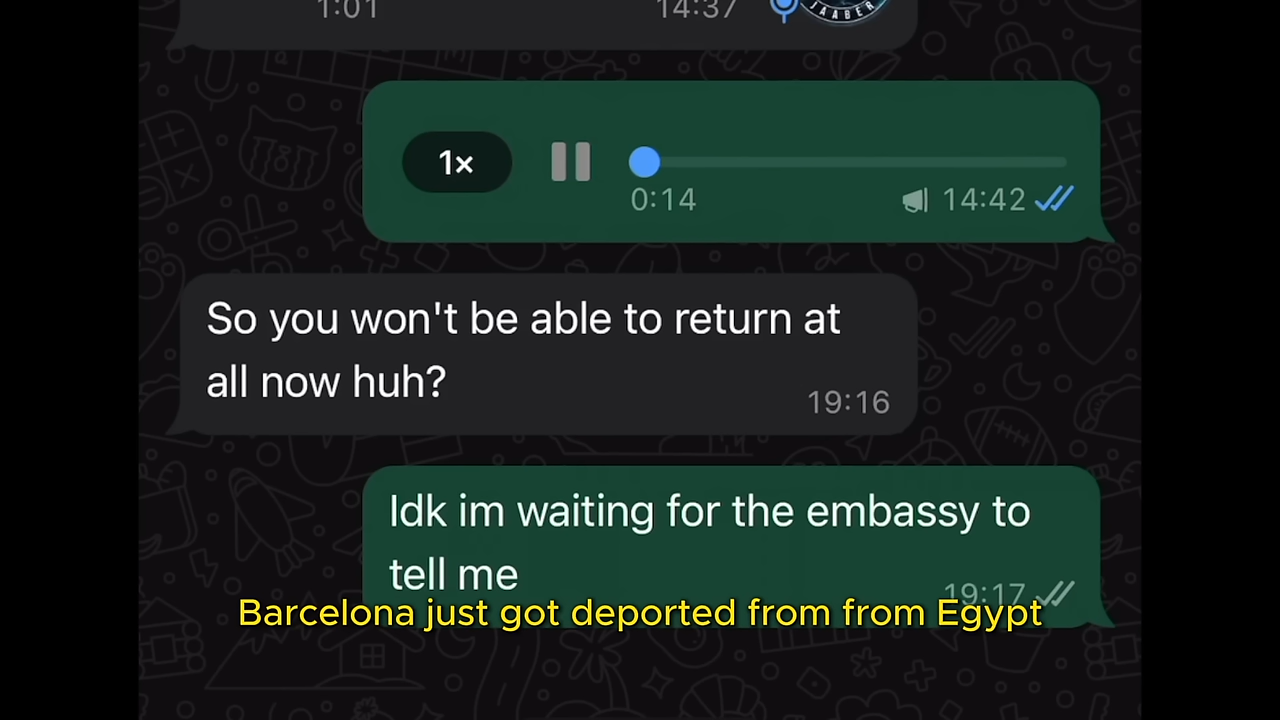 1:01
14:37
JAABER
1×
0:14
14:42
So you won't be able to return at
all now huh?
19:16
Idk im waiting for the embassy to
tell me
19:17
Barcelona just got deported from from Egypt